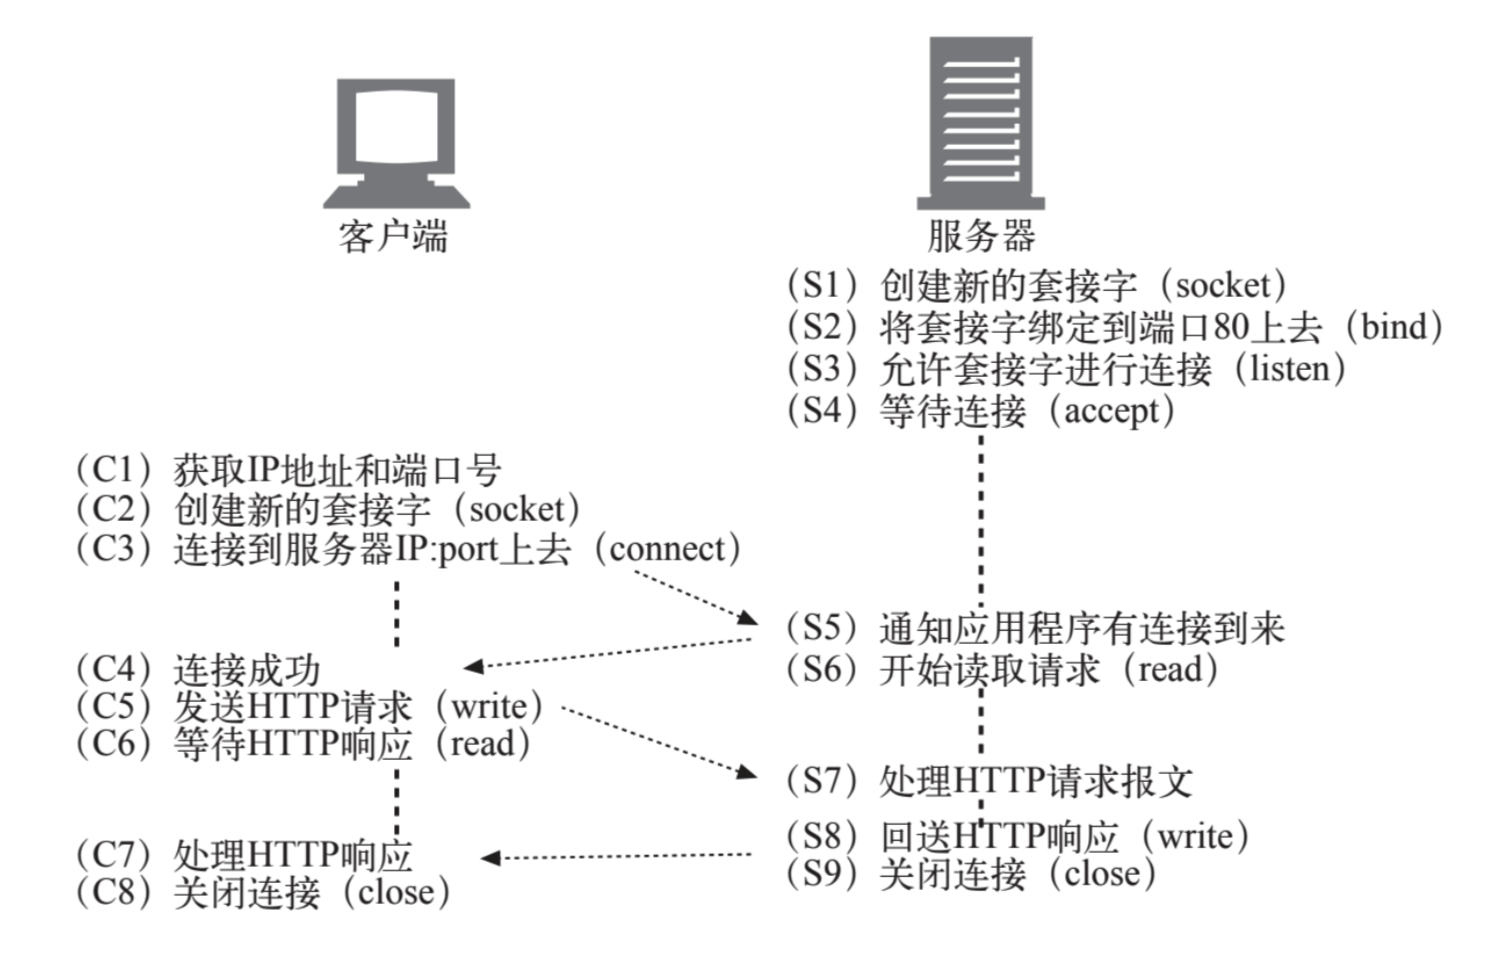 客户端
服务器
（S1）创建新的套接字（socket）
（S2）将套接字绑定到端口80上去（bind）
（S3）允许套接字进行连接（listen）
（S4）等待连接（accept）
（C1）获取IP地址和端口号
（C2）创建新的套接字（socket）
（C3）连接到服务器IP:port上去（connect）
（S5）通知应用程序有连接到来
（S6）开始读取请求（read）
（C4）连接成功
（C5）发送HTTP请求（write）
（C6）等待HTTP响应（read）
（S7）处理HTTP请求报文
（S8）回送HTTP响应（write）
（S9）关闭连接（close）
（C7）处理HTTP响应
（C8）关闭连接（close）